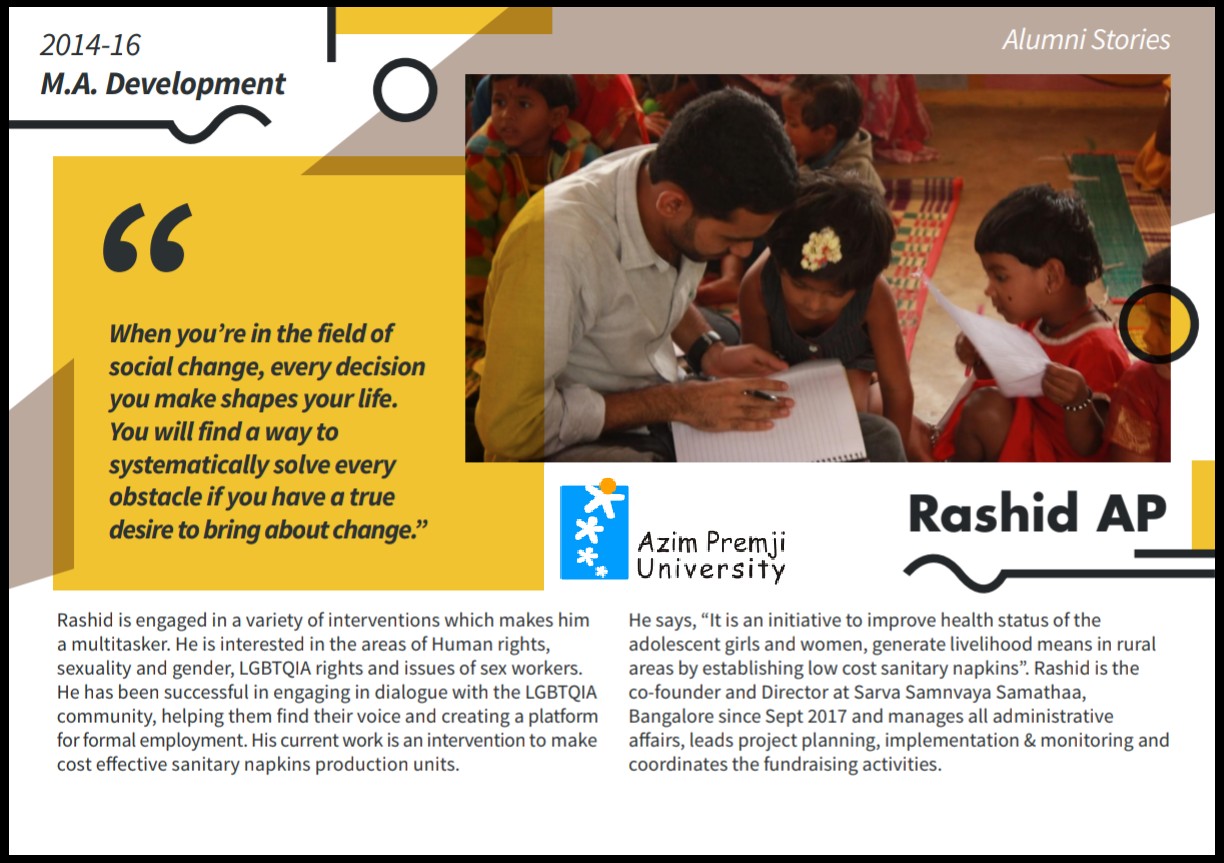 2014-16
M.A. Development
Alumni Stories
“
When you’re in the field of
social change, every decision
you make shapes your life.
You will find a way to
systematically solve every
obstacle if you have a true
desire to bring about change.”
Azim Premji
University
Rashid AP
Rashid is engaged in a variety of interventions which makes him
a multitasker. He is interested in the areas of Human rights,
sexuality and gender, LGBTQIA rights and issues of sex workers.
He has been successful in engaging in dialogue with the LGBTQIA
community, helping them find their voice and creating a platform
for formal employment. His current work is an intervention to make
cost effective sanitary napkins production units.
He says, “It is an initiative to improve health status of the
adolescent girls and women, generate livelihood means in rural
areas by establishing low cost sanitary napkins”. Rashid is the
co-founder and Director at Sarva Samnvaya Samathaa,
Bangalore since Sept 2017 and manages all administrative
affairs, leads project planning, implementation & monitoring and
coordinates the fundraising activities.